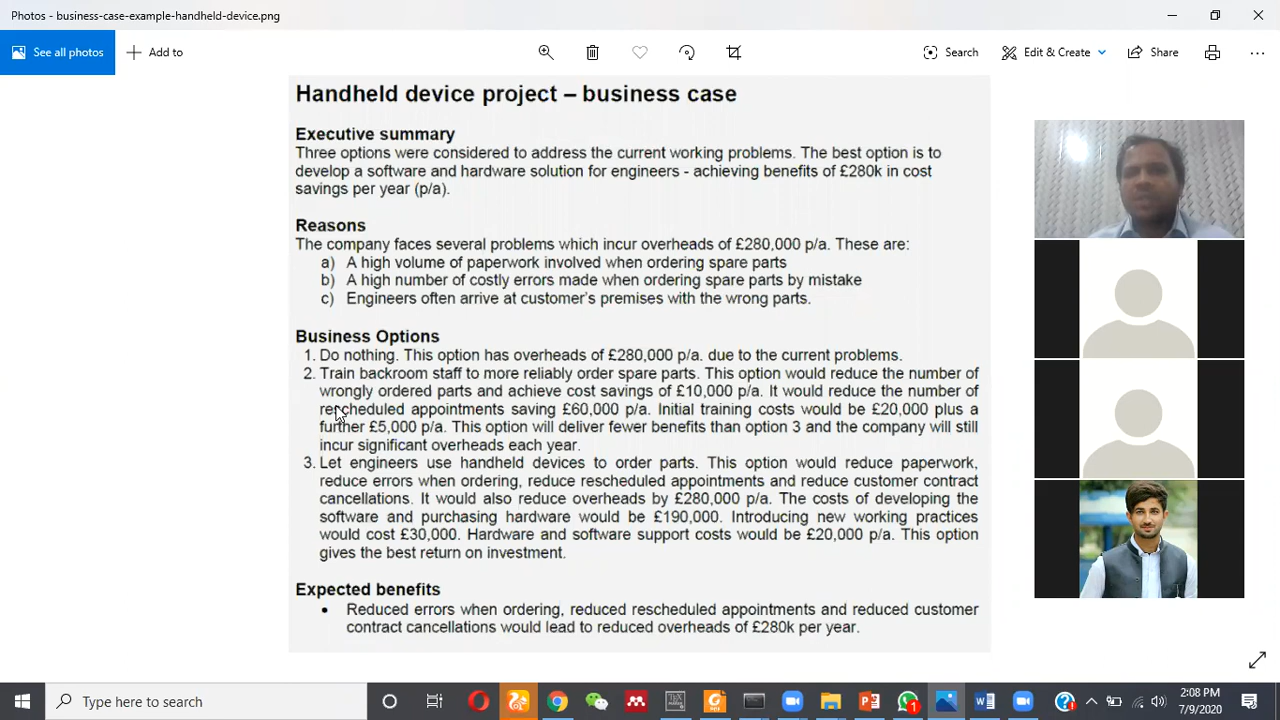 Photos - business-case-example-handheld-device.png
See all photos
Add to
Search
Edit & Create
Share
Handheld device project – business case
Executive summary
Three options were considered to address the current working problems. The best option is to
develop a software and hardware solution for engineers - achieving benefits of £280k in cost
savings per year (p/a).
Reasons
The company faces several problems which incur overheads of £280,000 p/a. These are:
a) A high volume of paperwork involved when ordering spare parts
b) A high number of costly errors made when ordering spare parts by mistake
c) Engineers often arrive at customer's premises with the wrong parts.
Business Options
1. Do nothing. This option has overheads of £280,000 p/a. due to the current problems.
2. Train backroom staff to more reliably order spare parts. This option would reduce the number of
wrongly ordered parts and achieve cost savings of £10,000 p/a. It would reduce the number of
rescheduled appointments saving £60,000 p/a. Initial training costs would be £20,000 plus a
further £5,000 p/a. This option will deliver fewer benefits than option 3 and the company will still
incur significant overheads each year.
3. Let engineers use handheld devices to order parts. This option would reduce paperwork,
reduce errors when ordering, reduce rescheduled appointments and reduce customer contract
cancellations. It would also reduce overheads by £280,000 p/a. The costs of developing the
software and purchasing hardware would be £190,000. Introducing new working practices
would cost £30,000. Hardware and software support costs would be £20,000 p/a. This option
gives the best return on investment.
Expected benefits
• Reduced errors when ordering, reduced rescheduled appointments and reduced customer
contract cancellations would lead to reduced overheads of £280k per year.
Type here to search
2:08 PM
7/9/2020